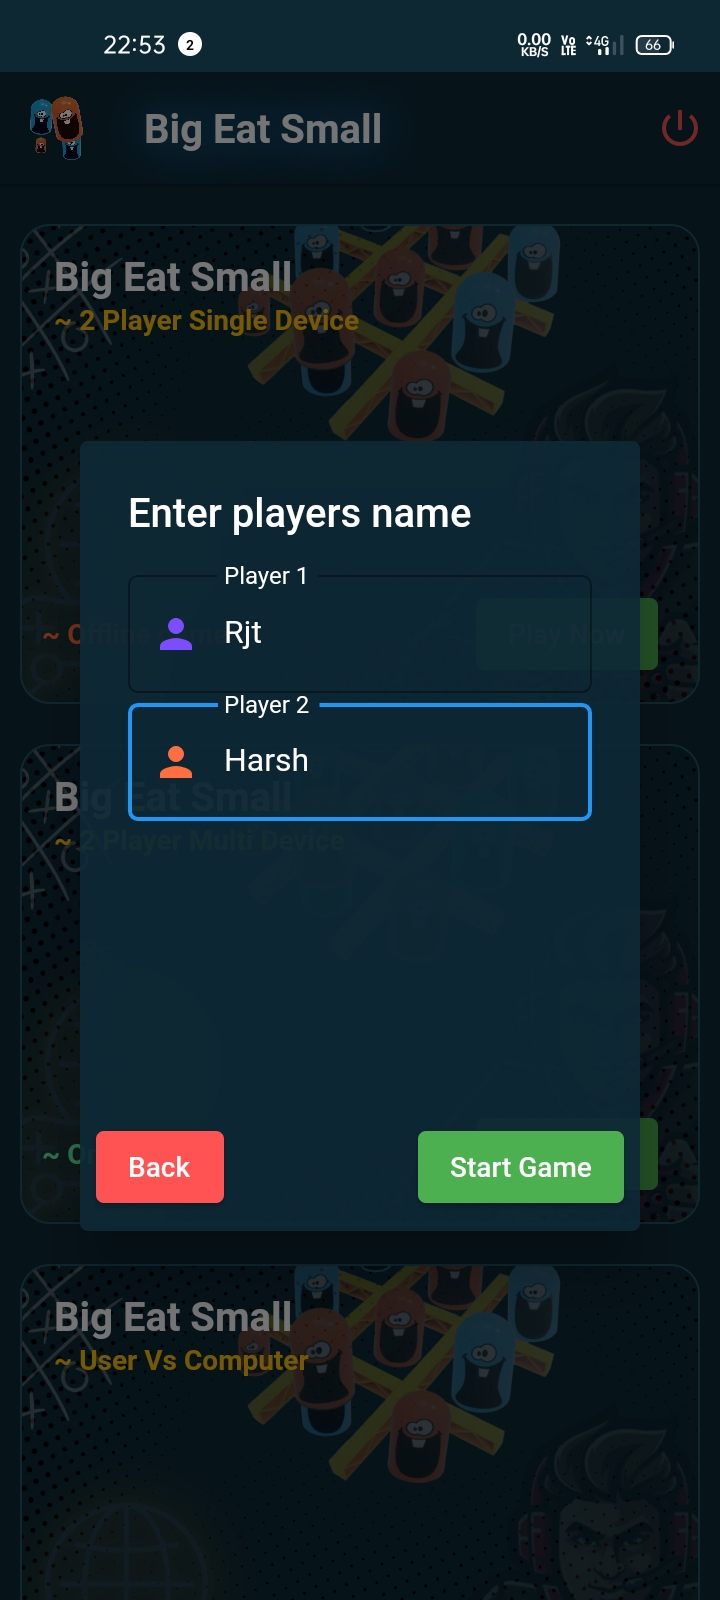 22:53 2 0.00 KB/S Vo LTE 4G 66
Big Eat Small
Big Eat Small
~ 2 Player Single Device
Enter players name
Player 1
Rjt
~ Offline Game
Play Now
Player 2
Harsh
Big Eat Small
~ 2 Player Multi Device
Back
Start Game
Big Eat Small
~ User Vs Computer